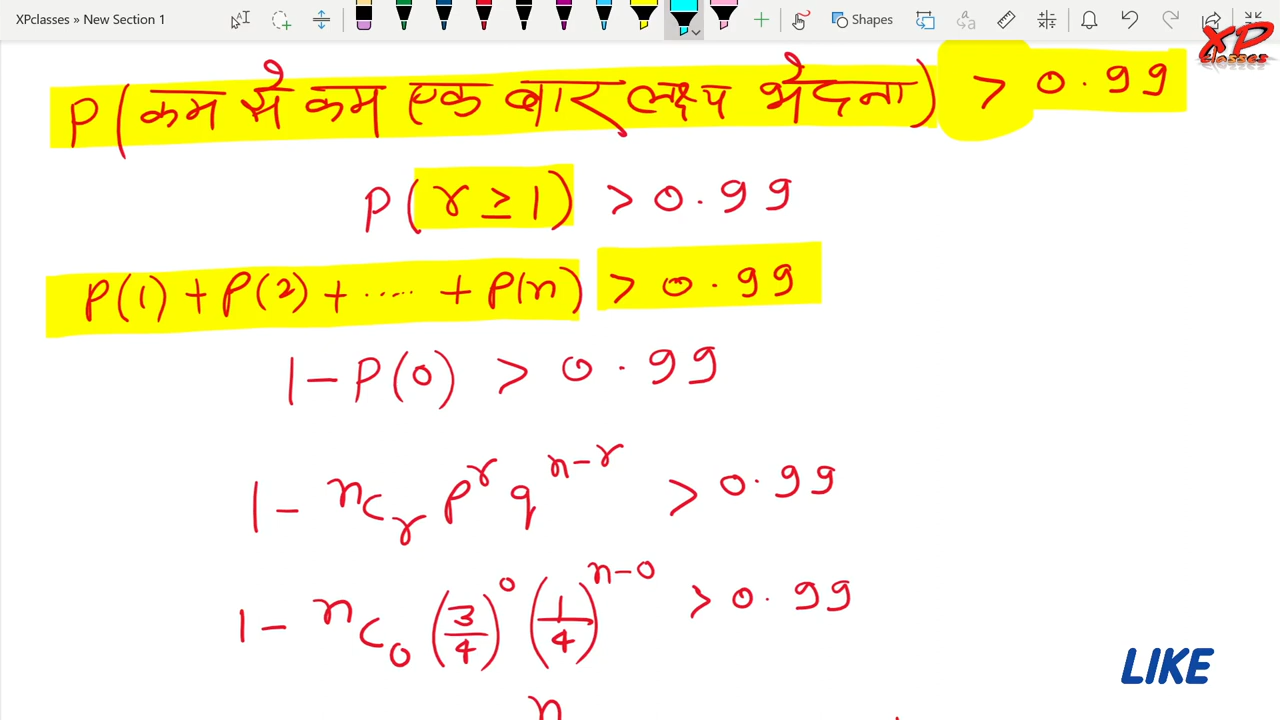 XPclasses » New Section 1
Shapes
XP
classes
P(कम से कम एक बार लक्ष्य भेदना) > 0.99
P(r ≥ 1) > 0.99
P(1) + P(2) + ..... + P(n) > 0.99
1 - P(0) > 0.99
1 - ⁿCᵣ pʳ qⁿ⁻ʳ > 0.99
1 - ⁿC₀ (3/4)⁰ (1/4)ⁿ⁻⁰ > 0.99
LIKE
n